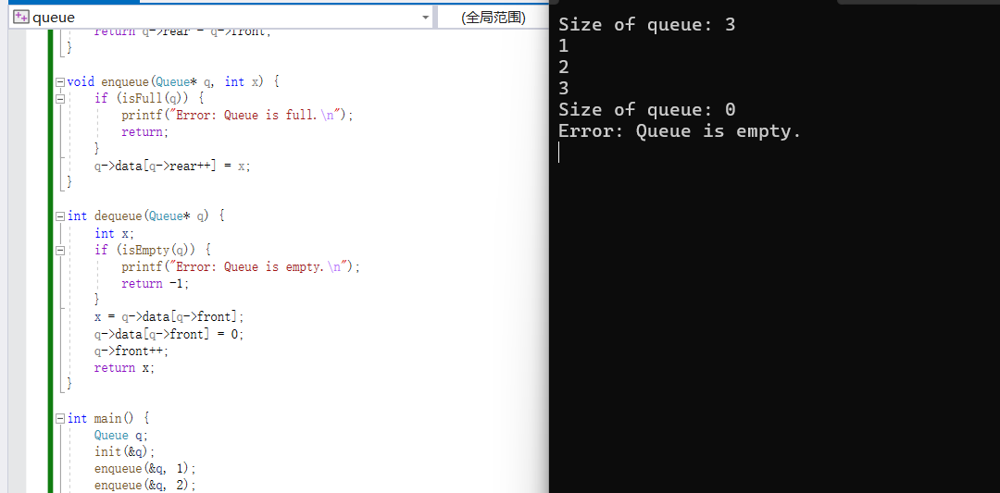 queue
(全局范围)
return q->rear - q->front;
}
void enqueue(Queue* q, int x) {
if (isFull(q)) {
printf("Error: Queue is full.\n");
return;
}
q->data[q->rear++] = x;
}
int dequeue(Queue* q) {
int x;
if (isEmpty(q)) {
printf("Error: Queue is empty.\n");
return -1;
}
x = q->data[q->front];
q->data[q->front] = 0;
q->front++;
return x;
}
int main() {
Queue q;
init(&q);
enqueue(&q, 1);
enqueue(&q, 2);
Size of queue: 3
1
2
3
Size of queue: 0
Error: Queue is empty.